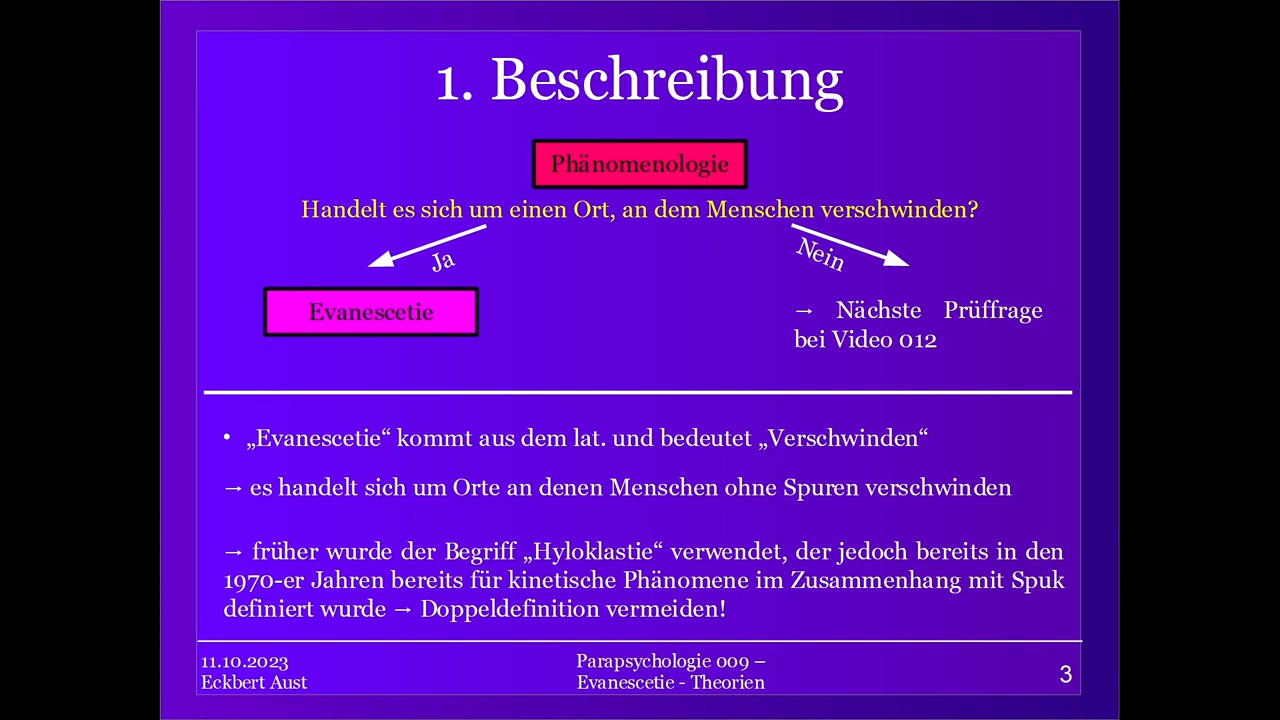 1. Beschreibung
Phänomenologie
Handelt es sich um einen Ort, an dem Menschen verschwinden?
Ja
Nein
Evanescetie
→ Nächste Prüffrage
bei Video 012
• „Evanescetie“ kommt aus dem lat. und bedeutet „Verschwinden“
→ es handelt sich um Orte an denen Menschen ohne Spuren verschwinden
→ früher wurde der Begriff „Hyloklastie“ verwendet, der jedoch bereits in den
1970-er Jahren bereits für kinetische Phänomene im Zusammenhang mit Spuk
definiert wurde → Doppeldefinition vermeiden!
11.10.2023
Eckbert Aust
Parapsychologie 009 –
Evanescetie - Theorien
3